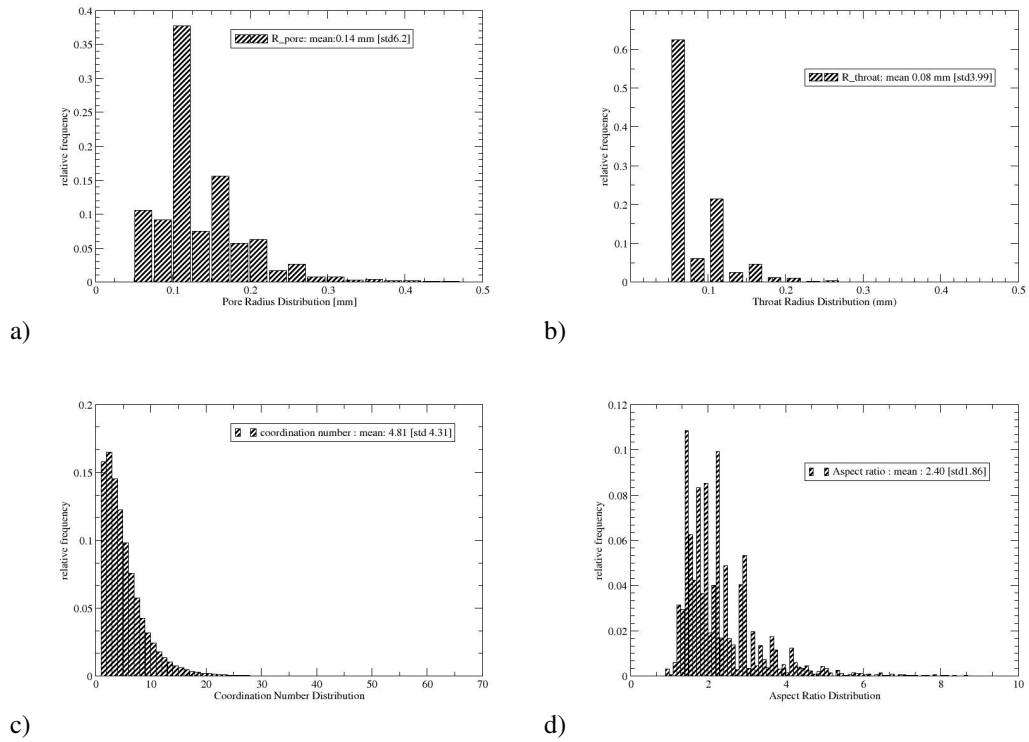 0.4
0.35
0.3
0.25
0.2
0.15
0.1
0.05
0
relative frequency
R_pore: mean:0.14 mm [std6.2]
0 0.1 0.2 0.3 0.4 0.5
Pore Radius Distribution [mm]
a)
0.6
0.5
0.4
0.3
0.2
0.1
0.0
relative frequency
R_throat: mean 0.08 mm [std3.99]
0.1 0.2 0.3 0.4 0.5
Throat Radius Distribution (mm)
b)
0.2
0.15
0.1
0.05
0
relative frequency
coordination number : mean: 4.81 [std 4.31]
0 10 20 30 40 50 60 70
Coordination Number Distribution
c)
0.12
0.1
0.08
0.06
0.04
0.02
0
relative frequency
Aspect ratio : mean : 2.40 [std1.86]
0 2 4 6 8 10
Aspect Ratio Distribution
d)